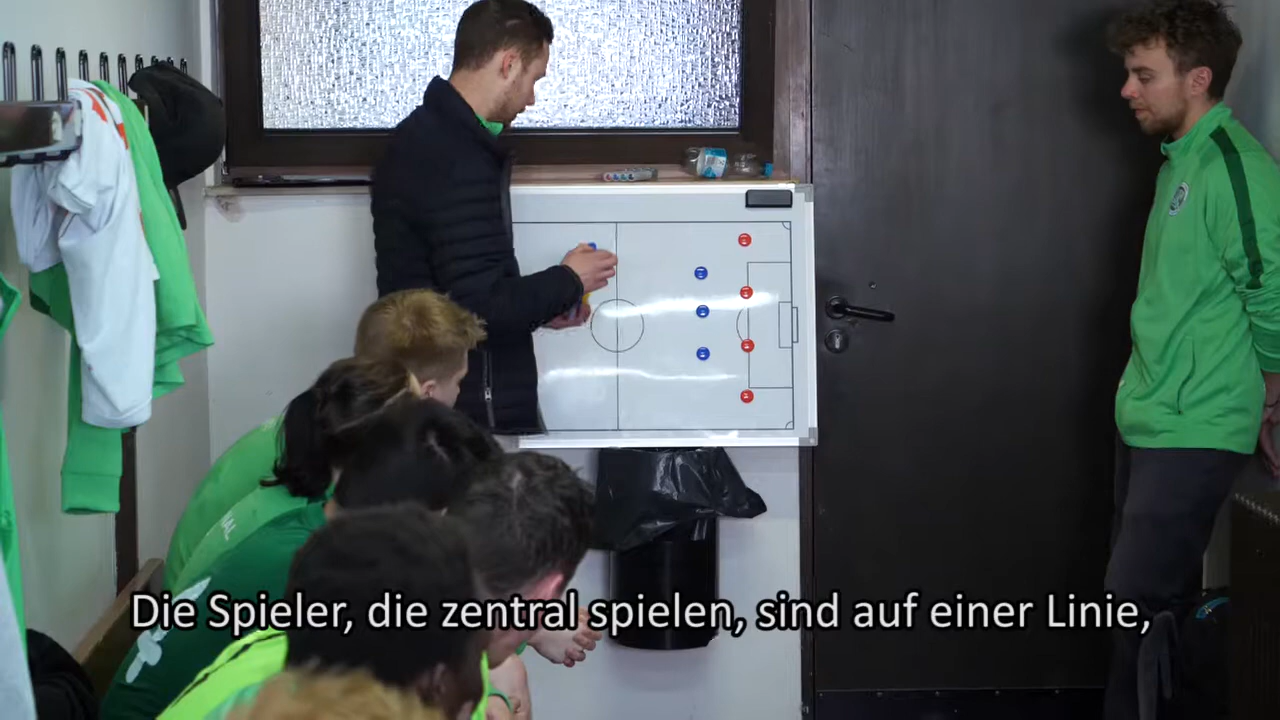 Die Spieler, die zentral spielen, sind auf einer Linie,